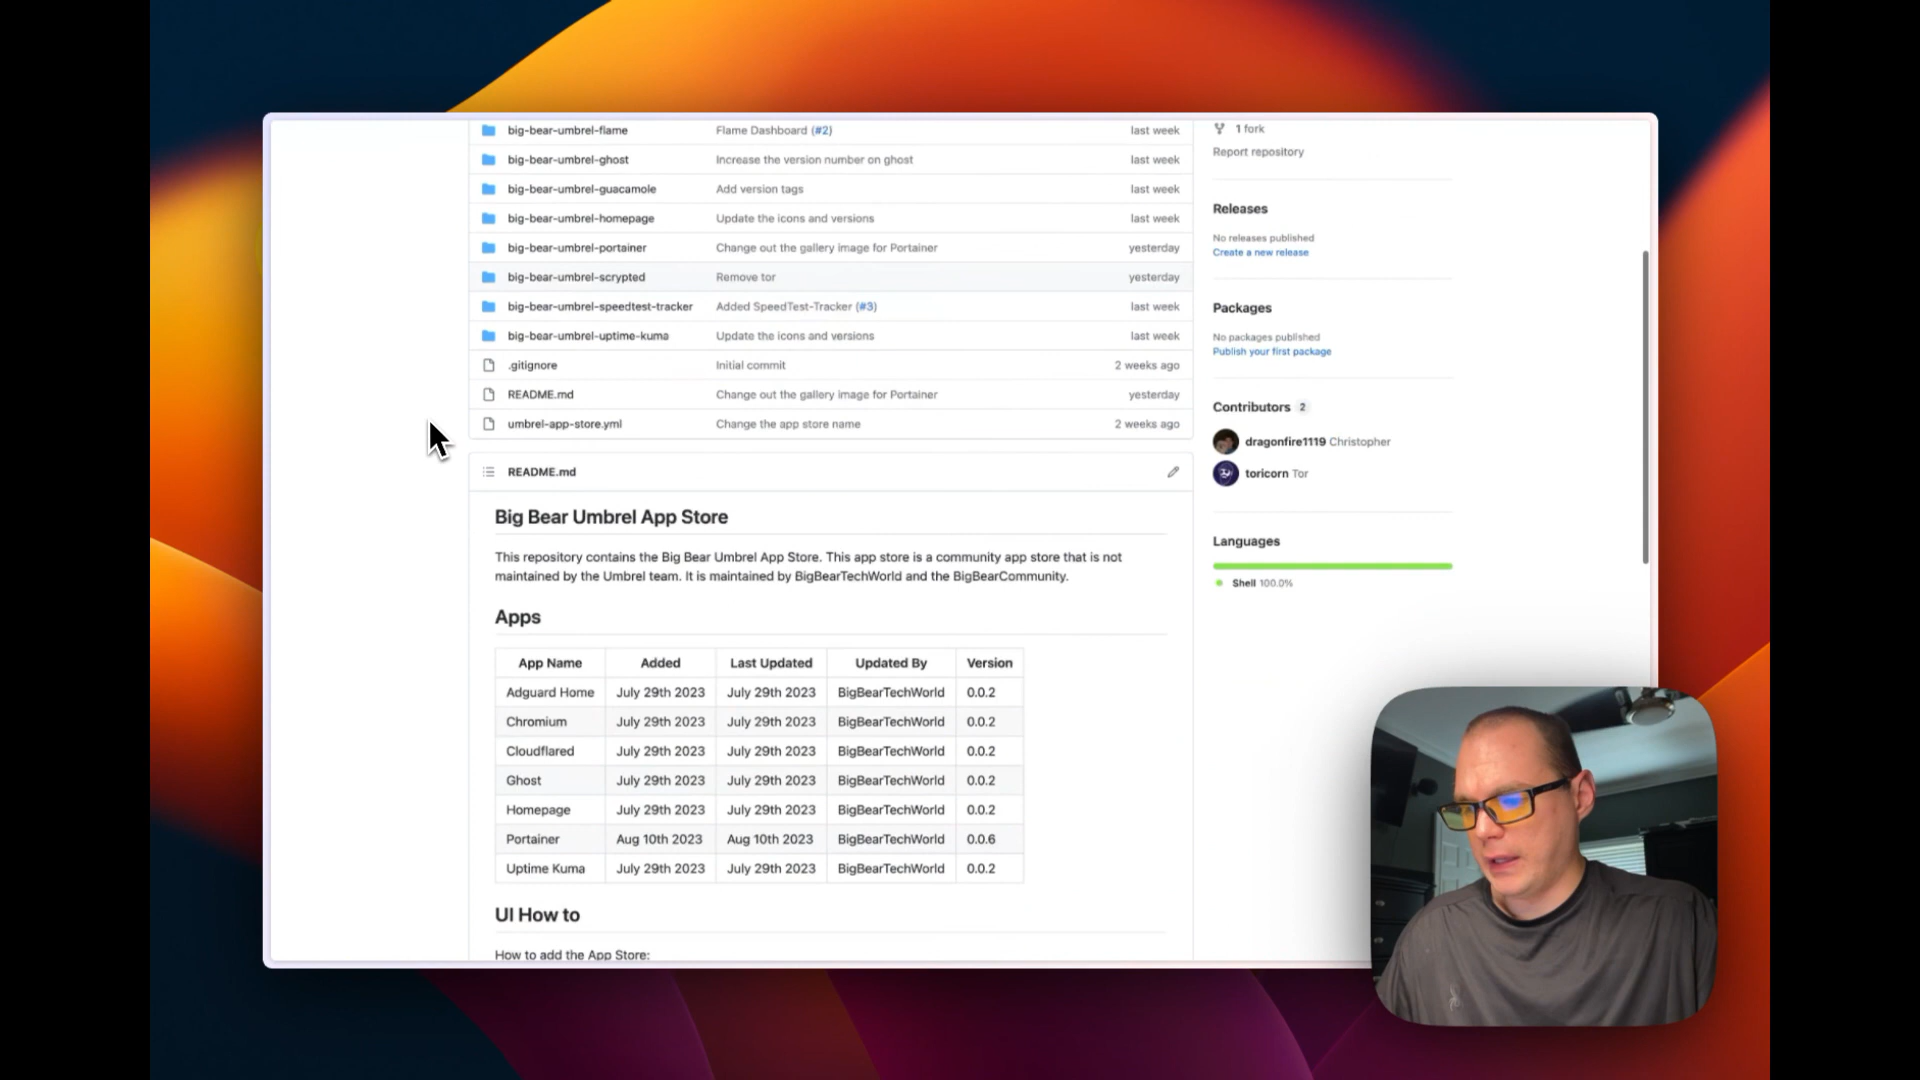 big-bear-umbrel-flame Flame Dashboard (#2) last week
big-bear-umbrel-ghost Increase the version number on ghost last week
big-bear-umbrel-guacamole Add version tags last week
big-bear-umbrel-homepage Update the icons and versions last week
big-bear-umbrel-portainer Change out the gallery image for Portainer yesterday
big-bear-umbrel-scrypted Remove tor yesterday
big-bear-umbrel-speedtest-tracker Added SpeedTest-Tracker (#3) last week
big-bear-umbrel-uptime-kuma Update the icons and versions last week
.gitignore Initial commit 2 weeks ago
README.md Change out the gallery image for Portainer yesterday
umbrel-app-store.yml Change the app store name 2 weeks ago
README.md
Big Bear Umbrel App Store
This repository contains the Big Bear Umbrel App Store. This app store is a community app store that is not
maintained by the Umbrel team. It is maintained by BigBearTechWorld and the BigBearCommunity.
Apps
App Name Added Last Updated Updated By Version
Adguard Home July 29th 2023 July 29th 2023 BigBearTechWorld 0.0.2
Chromium July 29th 2023 July 29th 2023 BigBearTechWorld 0.0.2
Cloudflared July 29th 2023 July 29th 2023 BigBearTechWorld 0.0.2
Ghost July 29th 2023 July 29th 2023 BigBearTechWorld 0.0.2
Homepage July 29th 2023 July 29th 2023 BigBearTechWorld 0.0.2
Portainer Aug 10th 2023 Aug 10th 2023 BigBearTechWorld 0.0.6
Uptime Kuma July 29th 2023 July 29th 2023 BigBearTechWorld 0.0.2
UI How to
How to add the App Store:
1 fork
Report repository
Releases
No releases published
Create a new release
Packages
No packages published
Publish your first package
Contributors 2
dragonfire1119 Christopher
toricorn Tor
Languages
Shell 100.0%